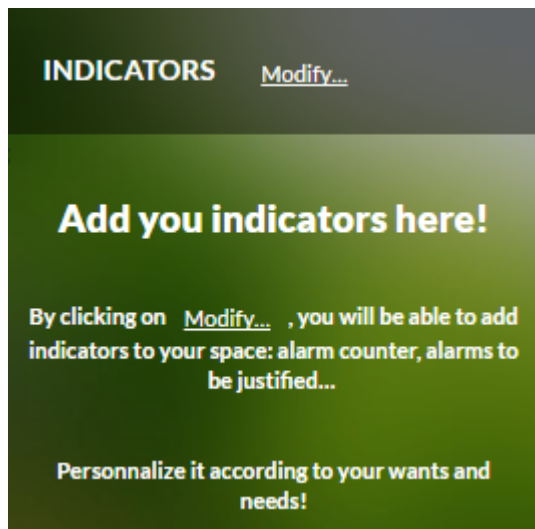 INDICATORS Modify...
Add you indicators here!
By clicking on Modify... , you will be able to add
indicators to your space: alarm counter, alarms to
be justified...
Personnalize it according to your wants and
needs!